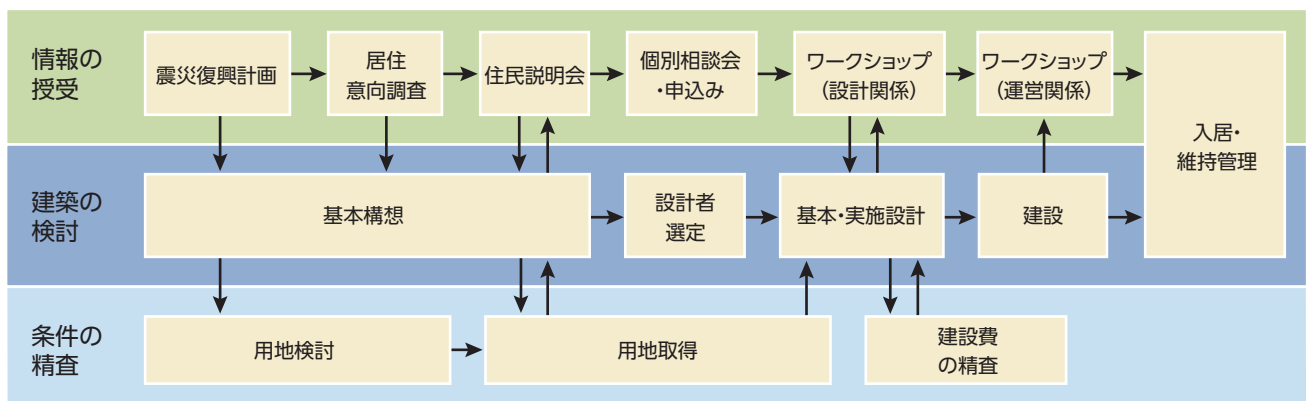 情報の
授受
震災復興計画
居住
意向調査
住民説明会
個別相談会
・申込み
ワークショップ
(設計関係)
ワークショップ
(運営関係)
入居・
維持管理
建築の
検討
基本構想
設計者
選定
基本・実施設計
建設
条件の
精査
用地検討
用地取得
建設費
の精査